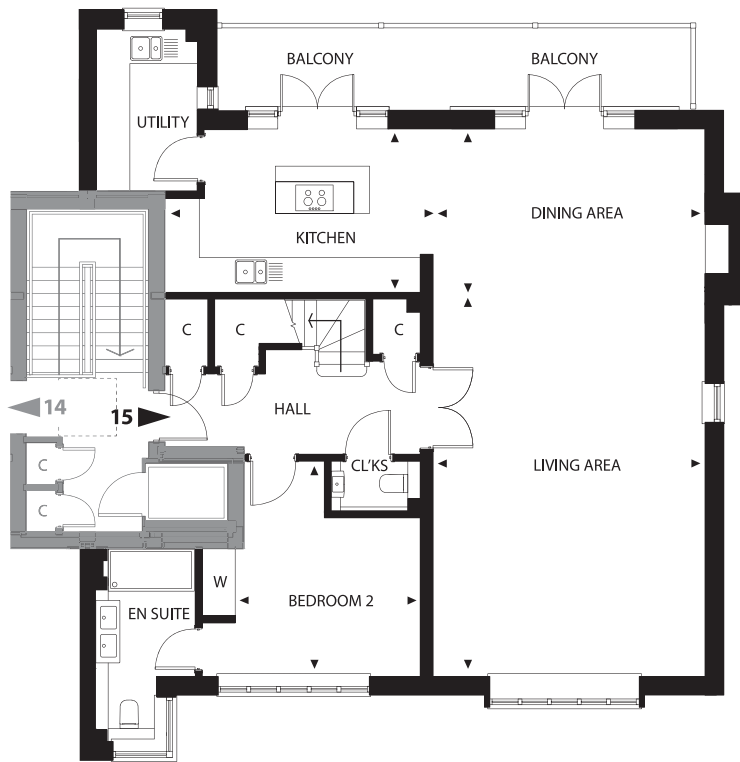 BALCONY
BALCONY
UTILITY
DINING AREA
KITCHEN
C
C
C
14
15
HALL
CL'KS
LIVING AREA
C
C
W
BEDROOM 2
EN SUITE